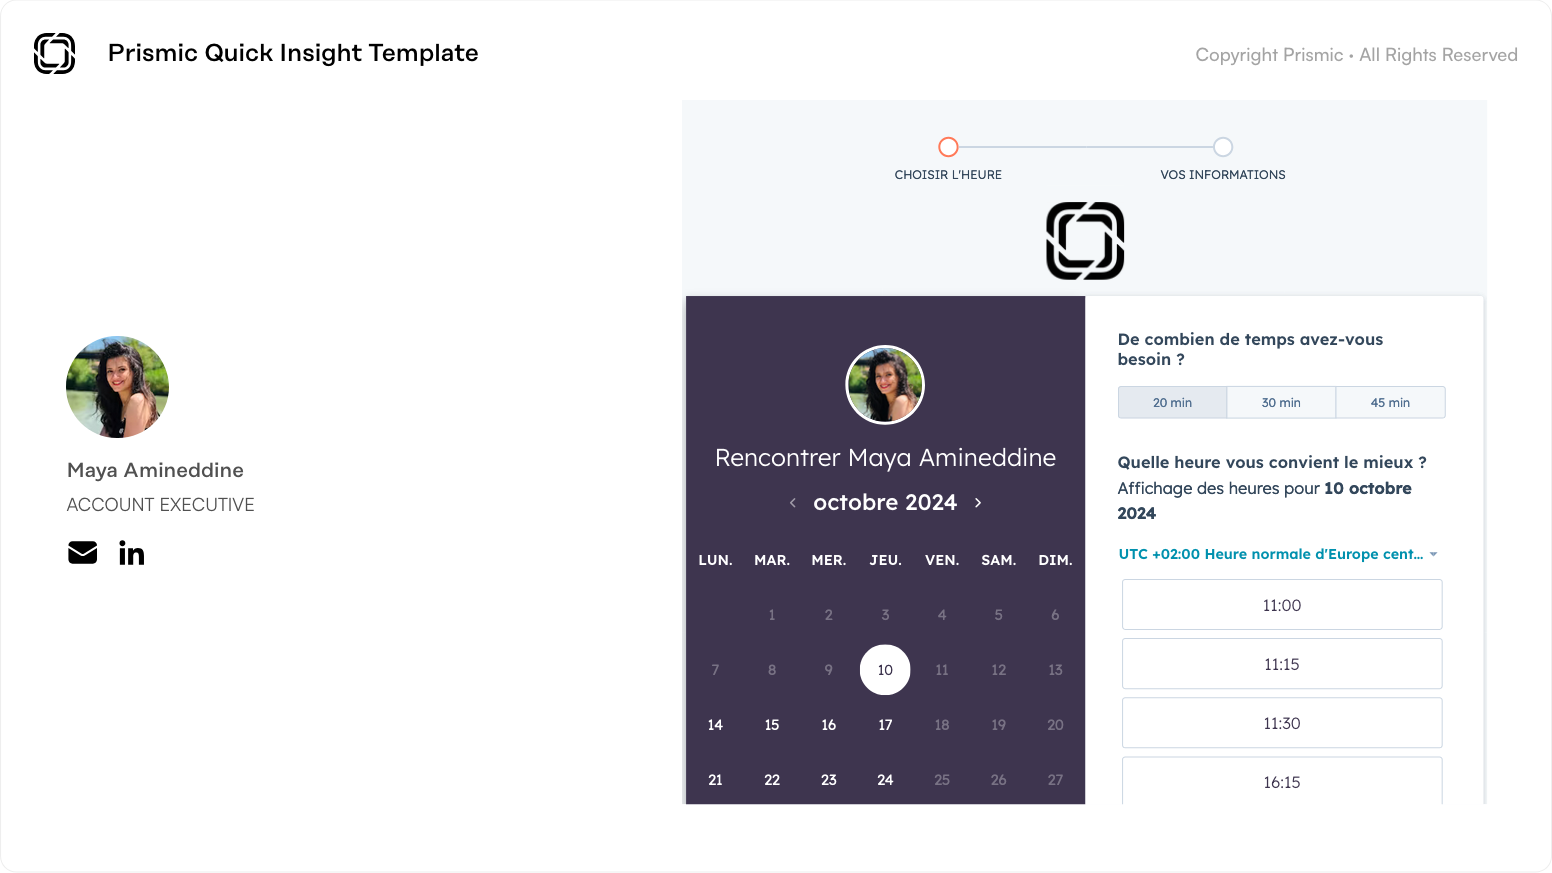 Prismic Quick Insight Template
Copyright Prismic • All Rights Reserved
Maya Amineddine
ACCOUNT EXECUTIVE
in
CHOISIR L'HEURE
VOS INFORMATIONS
Rencontrer Maya Amineddine
octobre 2024
LUN. MAR. MER. JEU. VEN. SAM. DIM.
1 2 3 4 5 6
7 8 9 10 11 12 13
14 15 16 17 18 19 20
21 22 23 24 25 26 27
De combien de temps avez-vous
besoin ?
20 min 30 min 45 min
Quelle heure vous convient le mieux ?
Affichage des heures pour 10 octobre
2024
UTC +02:00 Heure normale d'Europe cent...
11:00
11:15
11:30
16:15